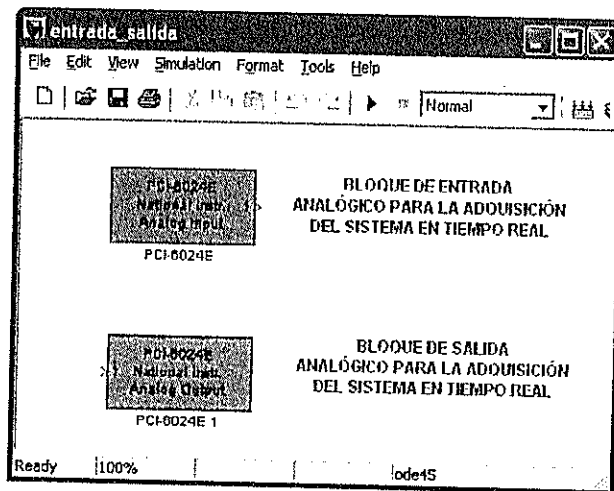 entrada_salida
File Edit View Simulation Format Tools Help
Normal
PCI-6024E
National Instr.
Analog Input
PCI-6024E
BLOQUE DE ENTRADA
ANALÓGICO PARA LA ADQUISICIÓN
DEL SISTEMA EN TIEMPO REAL
PCI-6024E
National Instr.
Analog Output
PCI-6024E 1
BLOQUE DE SALIDA
ANALÓGICO PARA LA ADQUISICIÓN
DEL SISTEMA EN TIEMPO REAL
Ready 100% ode45